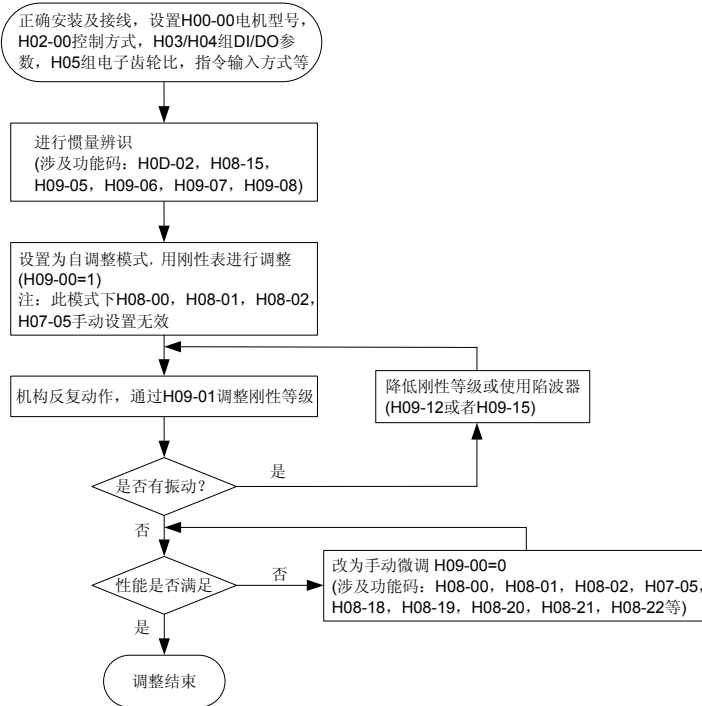 正确安装及接线，设置H00-00电机型号，
H02-00控制方式，H03/H04组DI/DO参
数，H05组电子齿轮比，指令输入方式等
进行惯量辨识
(涉及功能码：H0D-02，H08-15，
H09-05，H09-06，H09-07，H09-08)
设置为自调整模式, 用刚性表进行调整
(H09-00=1)
注：此模式下H08-00，H08-01，H08-02，
H07-05手动设置无效
机构反复动作，通过H09-01调整刚性等级
降低刚性等级或使用陷波器
(H09-12或者H09-15)
是否有振动?
是
否
性能是否满足
否
改为手动微调 H09-00=0
(涉及功能码：H08-00，H08-01，H08-02，H07-05，
H08-18，H08-19，H08-20，H08-21，H08-22等)
是
调整结束